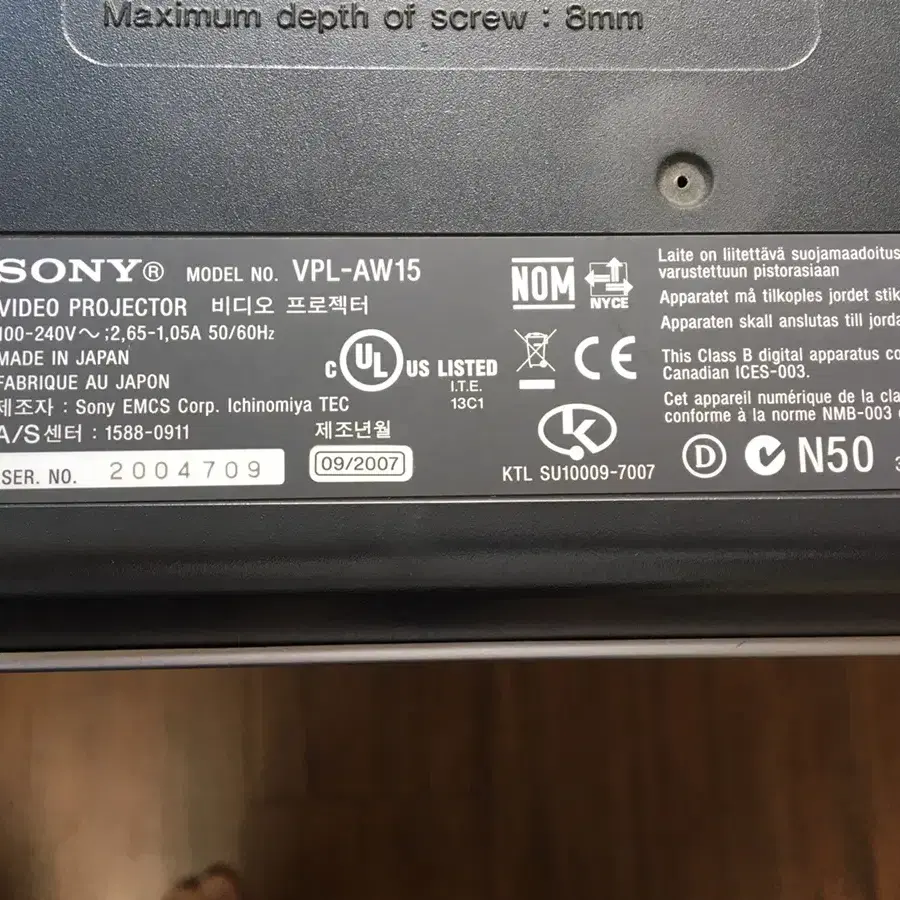 Maximum depth of screw : 8mm
SONY® MODEL NO. VPL-AW15
VIDEO PROJECTOR 비디오 프로젝터
100-240V～ ;2,65-1,05A 50/60Hz
MADE IN JAPAN
FABRIQUE AU JAPON
제조자 : Sony EMCS Corp. Ichinomiya TEC
A/S센터 : 1588-0911
제조년월
SER. NO. 2004709
09/2007
C UL US LISTED
I.T.E.
13C1
NOM
NYCE
CE
K
KTL SU10009-7007
Laite on liitettävä suojamaadoitus
varustettuun pistorasiaan
Apparatet må tilkoples jordet stik
Apparaten skall anslutas till jorda
This Class B digital apparatus co
Canadian ICES-003.
Cet appareil numérique de la cla
conforme à la norme NMB-003
D N50